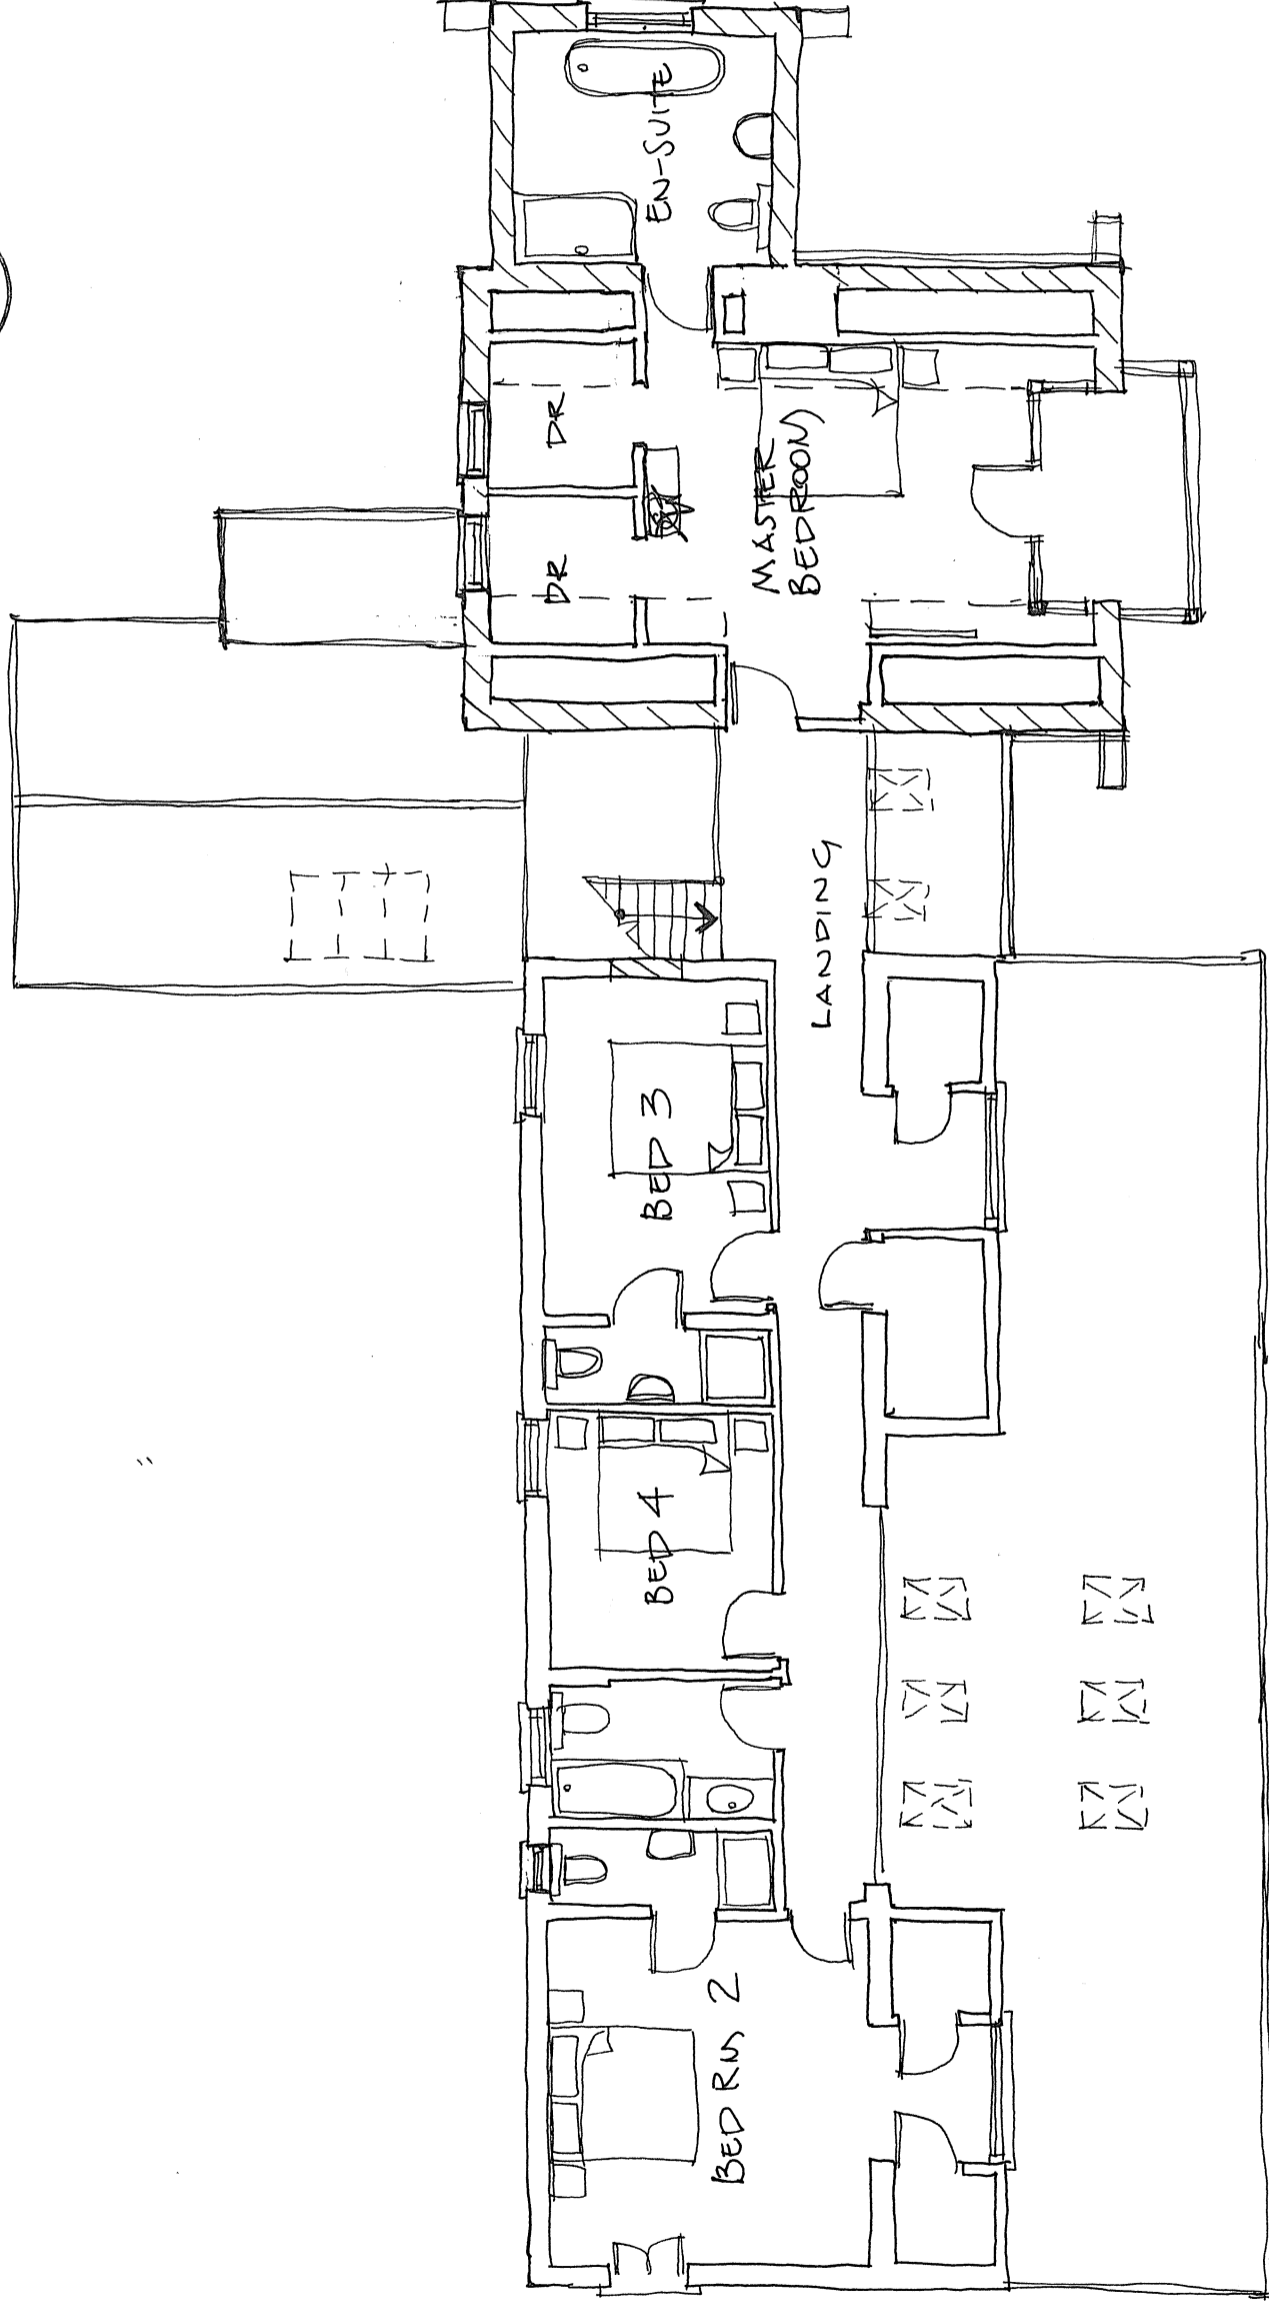 EN-SUITE
DR
DR
MASTER
BEDROOM
LANDING
BED 3
BED 4
BED RM 2